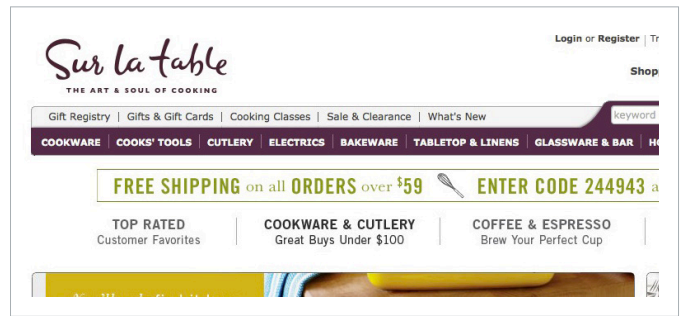 Login or Register | Tr
Sur la table
THE ART & SOUL OF COOKING
Shop
Gift Registry | Gifts & Gift Cards | Cooking Classes | Sale & Clearance | What's New
keyword
COOKWARE | COOKS' TOOLS | CUTLERY | ELECTRICS | BAKEWARE | TABLETOP & LINENS | GLASSWARE & BAR | H
FREE SHIPPING on all ORDERS over $59 ENTER CODE 244943 a
TOP RATED
Customer Favorites
COOKWARE & CUTLERY
Great Buys Under $100
COFFEE & ESPRESSO
Brew Your Perfect Cup